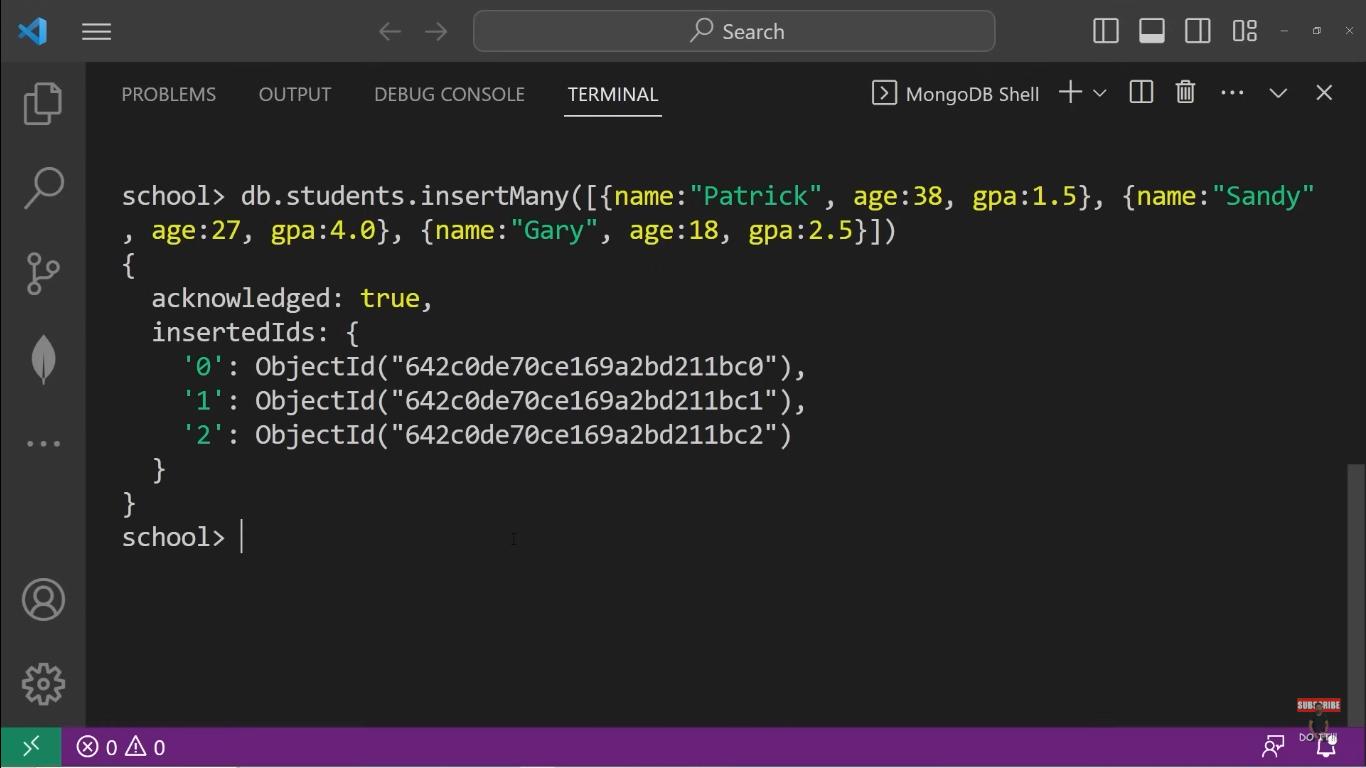 Search
PROBLEMS OUTPUT DEBUG CONSOLE TERMINAL MongoDB Shell
school> db.students.insertMany([{name:"Patrick", age:38, gpa:1.5}, {name:"Sandy"
, age:27, gpa:4.0}, {name:"Gary", age:18, gpa:2.5}])
{
  acknowledged: true,
  insertedIds: {
    '0': ObjectId("642c0de70ce169a2bd211bc0"),
    '1': ObjectId("642c0de70ce169a2bd211bc1"),
    '2': ObjectId("642c0de70ce169a2bd211bc2")
  }
}
school>
SUBSCRIBE
0 0